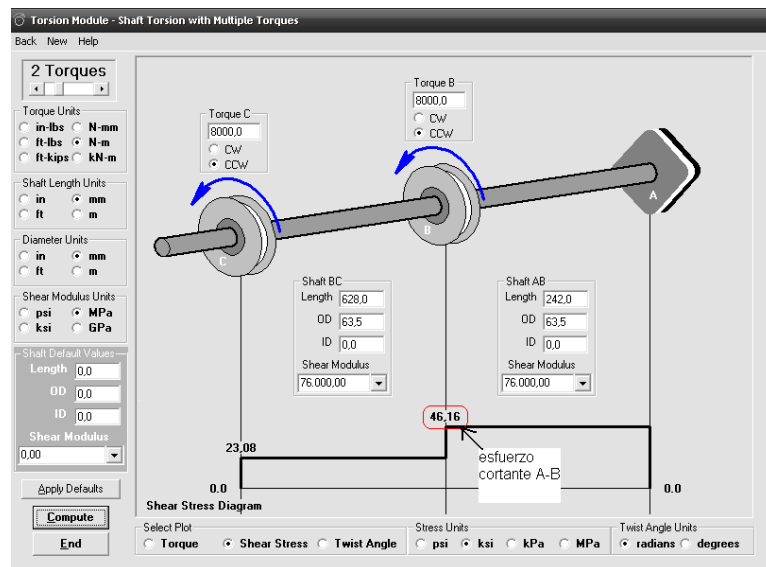 Torsion Module - Shaft Torsion with Multiple Torques
Back New Help
2 Torques
Torque Units
in-lbs N-mm
ft-lbs N-m
ft-kips kN-m
Shaft Length Units
in mm
ft m
Diameter Units
in mm
ft m
Shear Modulus Units
psi MPa
ksi GPa
Shaft Default Values
Length 0,0
OD 0,0
ID 0,0
Shear Modulus
0,00
Apply Defaults
Compute
End
Torque C
8000,0
CW
CCW
Torque B
8000,0
CW
CCW
A
B
C
Shaft BC
Length 628,0
OD 63,5
ID 0,0
Shear Modulus
76.000,00
Shaft AB
Length 242,0
OD 63,5
ID 0,0
Shear Modulus
76.000,00
46,16
23,08
esfuerzo
cortante A-B
0.0
0.0
Shear Stress Diagram
Select Plot
Torque Shear Stress Twist Angle
Stress Units
psi ksi kPa MPa
Twist Angle Units
radians degrees